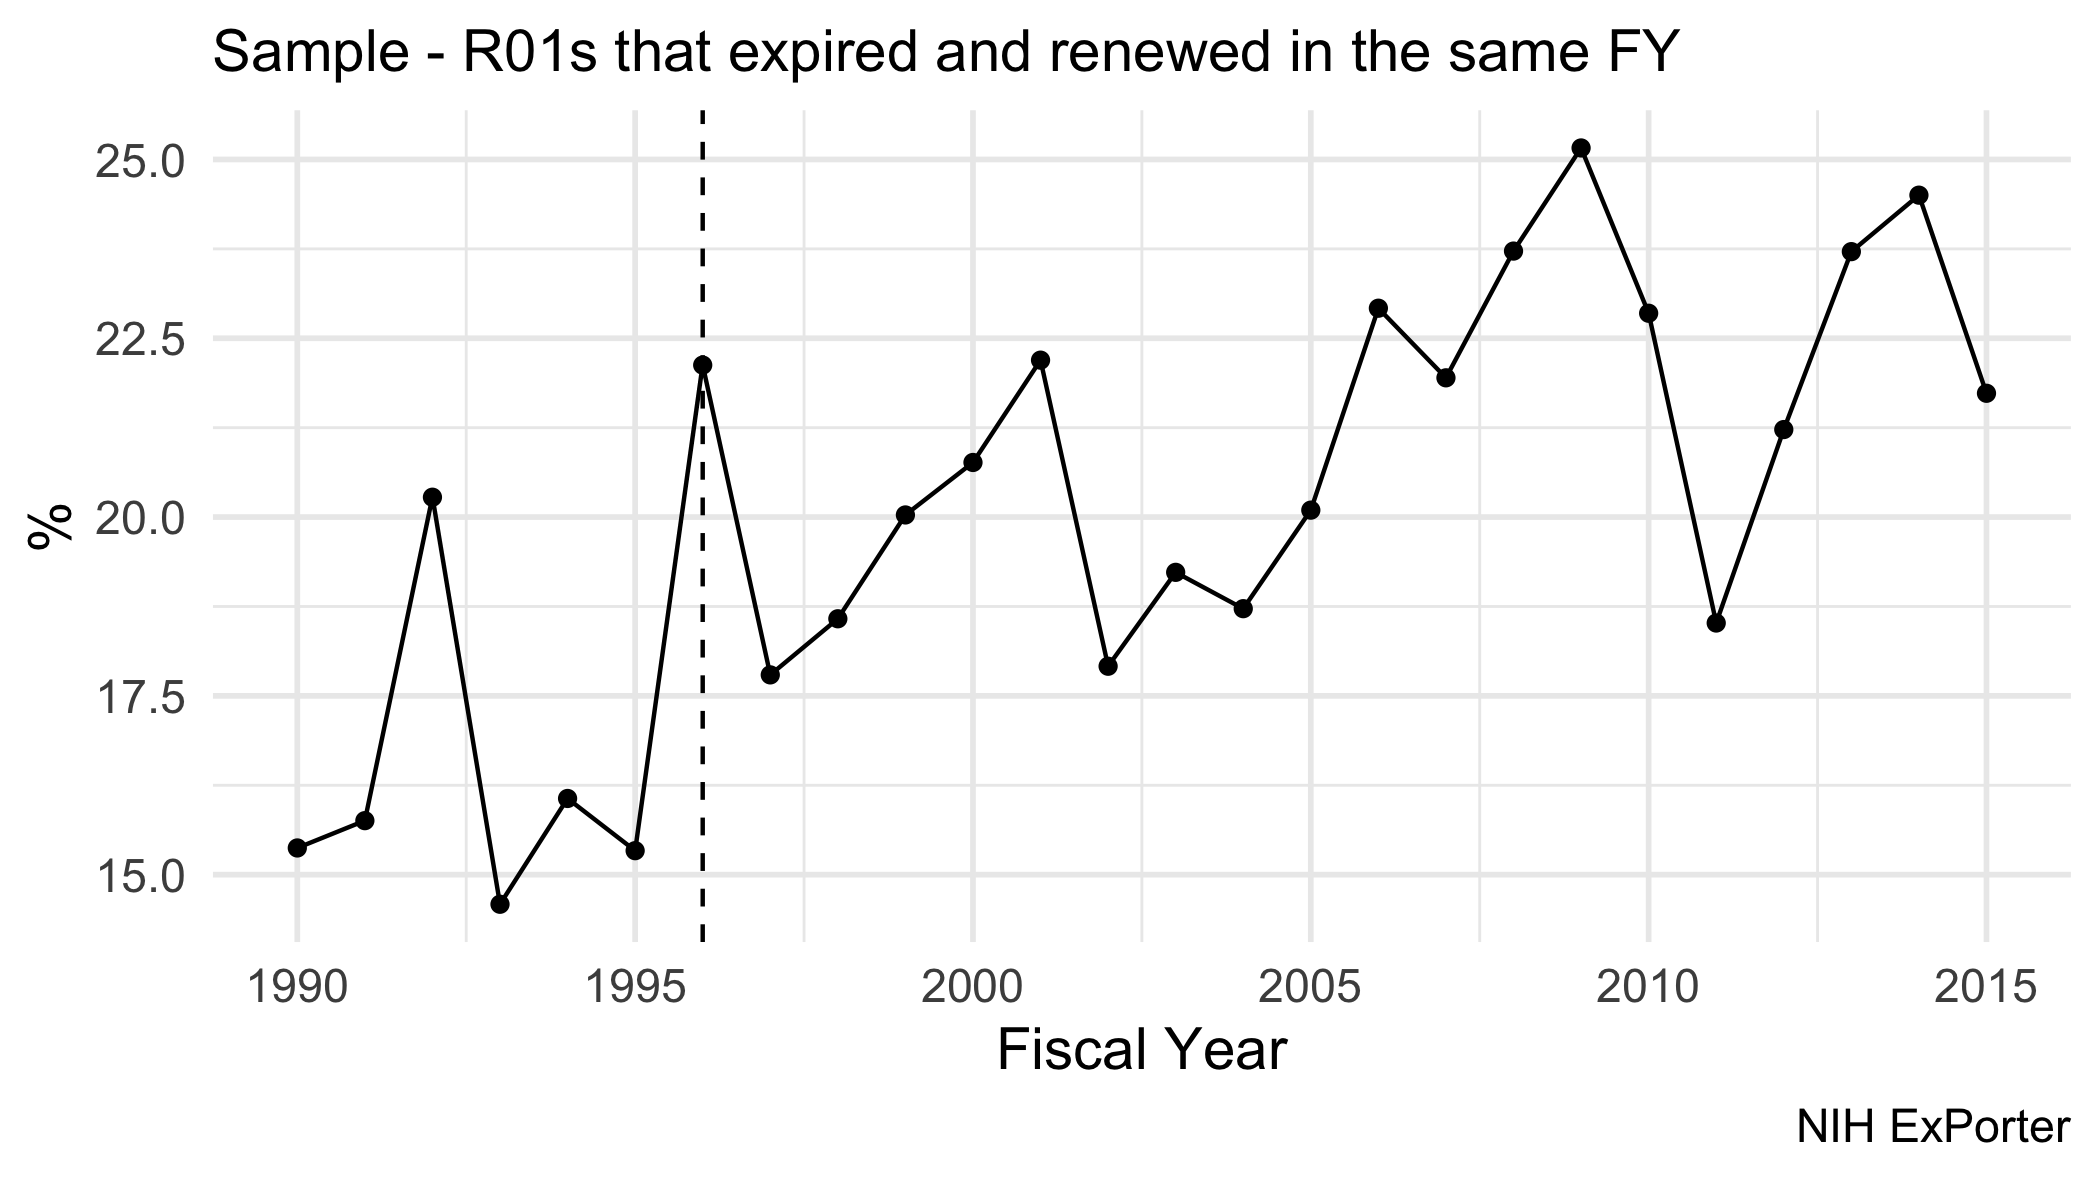 Sample - R01s that expired and renewed in the same FY
25.0
22.5
20.0
17.5
15.0
%
1990 1995 2000 2005 2010 2015
Fiscal Year
NIH ExPorter